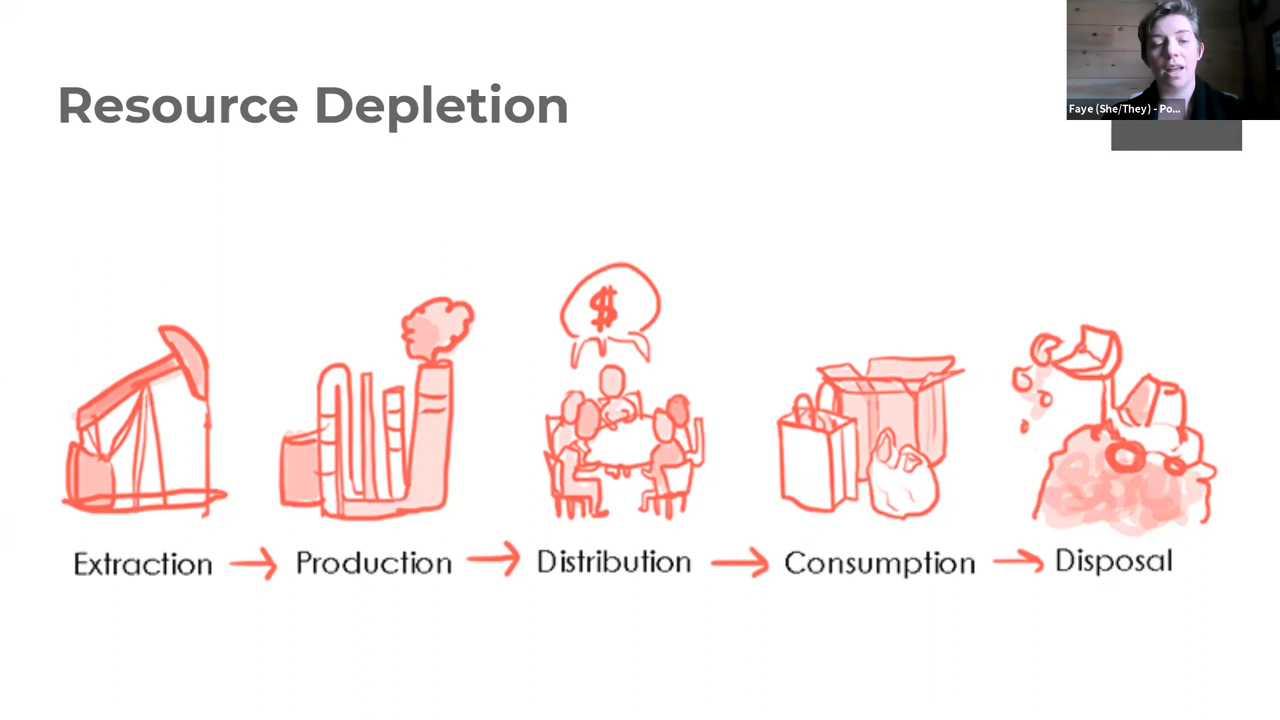 Resource Depletion
Faye (She/They) - Po...
$
Extraction → Production → Distribution → Consumption → Disposal